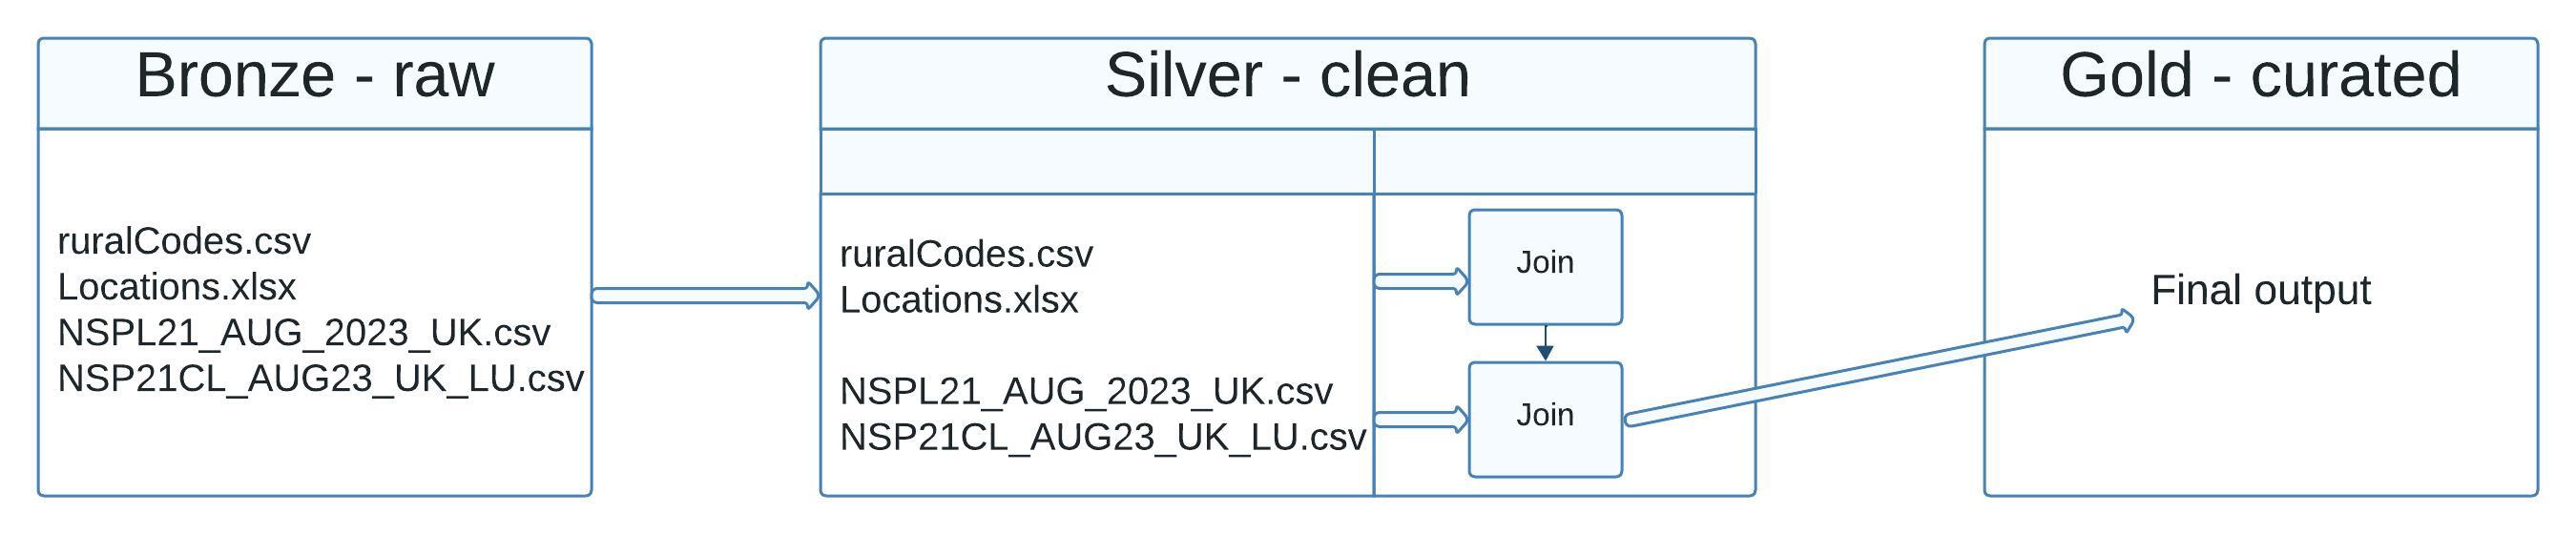 Bronze - raw
ruralCodes.csv
Locations.xlsx
NSPL21_AUG_2023_UK.csv
NSP21CL_AUG23_UK_LU.csv
Silver - clean
ruralCodes.csv
Locations.xlsx
NSPL21_AUG_2023_UK.csv
NSP21CL_AUG23_UK_LU.csv
Join
Join
Gold - curated
Final output